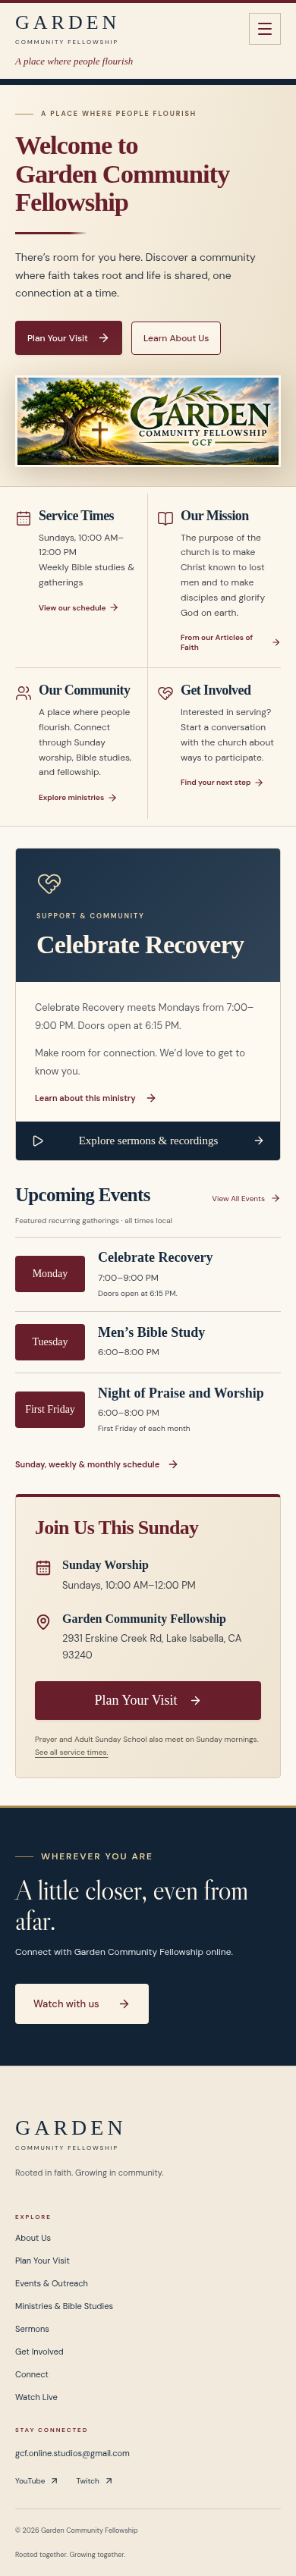 GARDEN
COMMUNITY FELLOWSHIP
A place where people flourish
A PLACE WHERE PEOPLE FLOURISH
Welcome to
Garden Community
Fellowship
There’s room for you here. Discover a community
where faith takes root and life is shared, one
connection at a time.
Plan Your Visit
Learn About Us
GARDEN
COMMUNITY FELLOWSHIP
GCF
Service Times
Sundays, 10:00 AM–
12:00 PM
Weekly Bible studies &
gatherings
View our schedule
Our Mission
The purpose of the
church is to make
Christ known to lost
men and to make
disciples and glorify
God on earth.
From our Articles of
Faith
Our Community
A place where people
flourish. Connect
through Sunday
worship, Bible studies,
and fellowship.
Explore ministries
Get Involved
Interested in serving?
Start a conversation
with the church about
ways to participate.
Find your next step
SUPPORT & COMMUNITY
Celebrate Recovery
Celebrate Recovery meets Mondays from 7:00–
9:00 PM. Doors open at 6:15 PM.
Make room for connection. We’d love to get to
know you.
Learn about this ministry
Explore sermons & recordings
Upcoming Events
View All Events
Featured recurring gatherings · all times local
Monday
Celebrate Recovery
7:00–9:00 PM
Doors open at 6:15 PM.
Tuesday
Men’s Bible Study
6:00–8:00 PM
First Friday
Night of Praise and Worship
6:00–8:00 PM
First Friday of each month
Sunday, weekly & monthly schedule
Join Us This Sunday
Sunday Worship
Sundays, 10:00 AM–12:00 PM
Garden Community Fellowship
2931 Erskine Creek Rd, Lake Isabella, CA
93240
Plan Your Visit
Prayer and Adult Sunday School also meet on Sunday mornings.
See all service times.
WHEREVER YOU ARE
A little closer, even from
afar.
Connect with Garden Community Fellowship online.
Watch with us
GARDEN
COMMUNITY FELLOWSHIP
Rooted in faith. Growing in community.
EXPLORE
About Us
Plan Your Visit
Events & Outreach
Ministries & Bible Studies
Sermons
Get Involved
Connect
Watch Live
STAY CONNECTED
gcf.online.studios@gmail.com
YouTube
Twitch
© 2026 Garden Community Fellowship
Rooted together. Growing together.